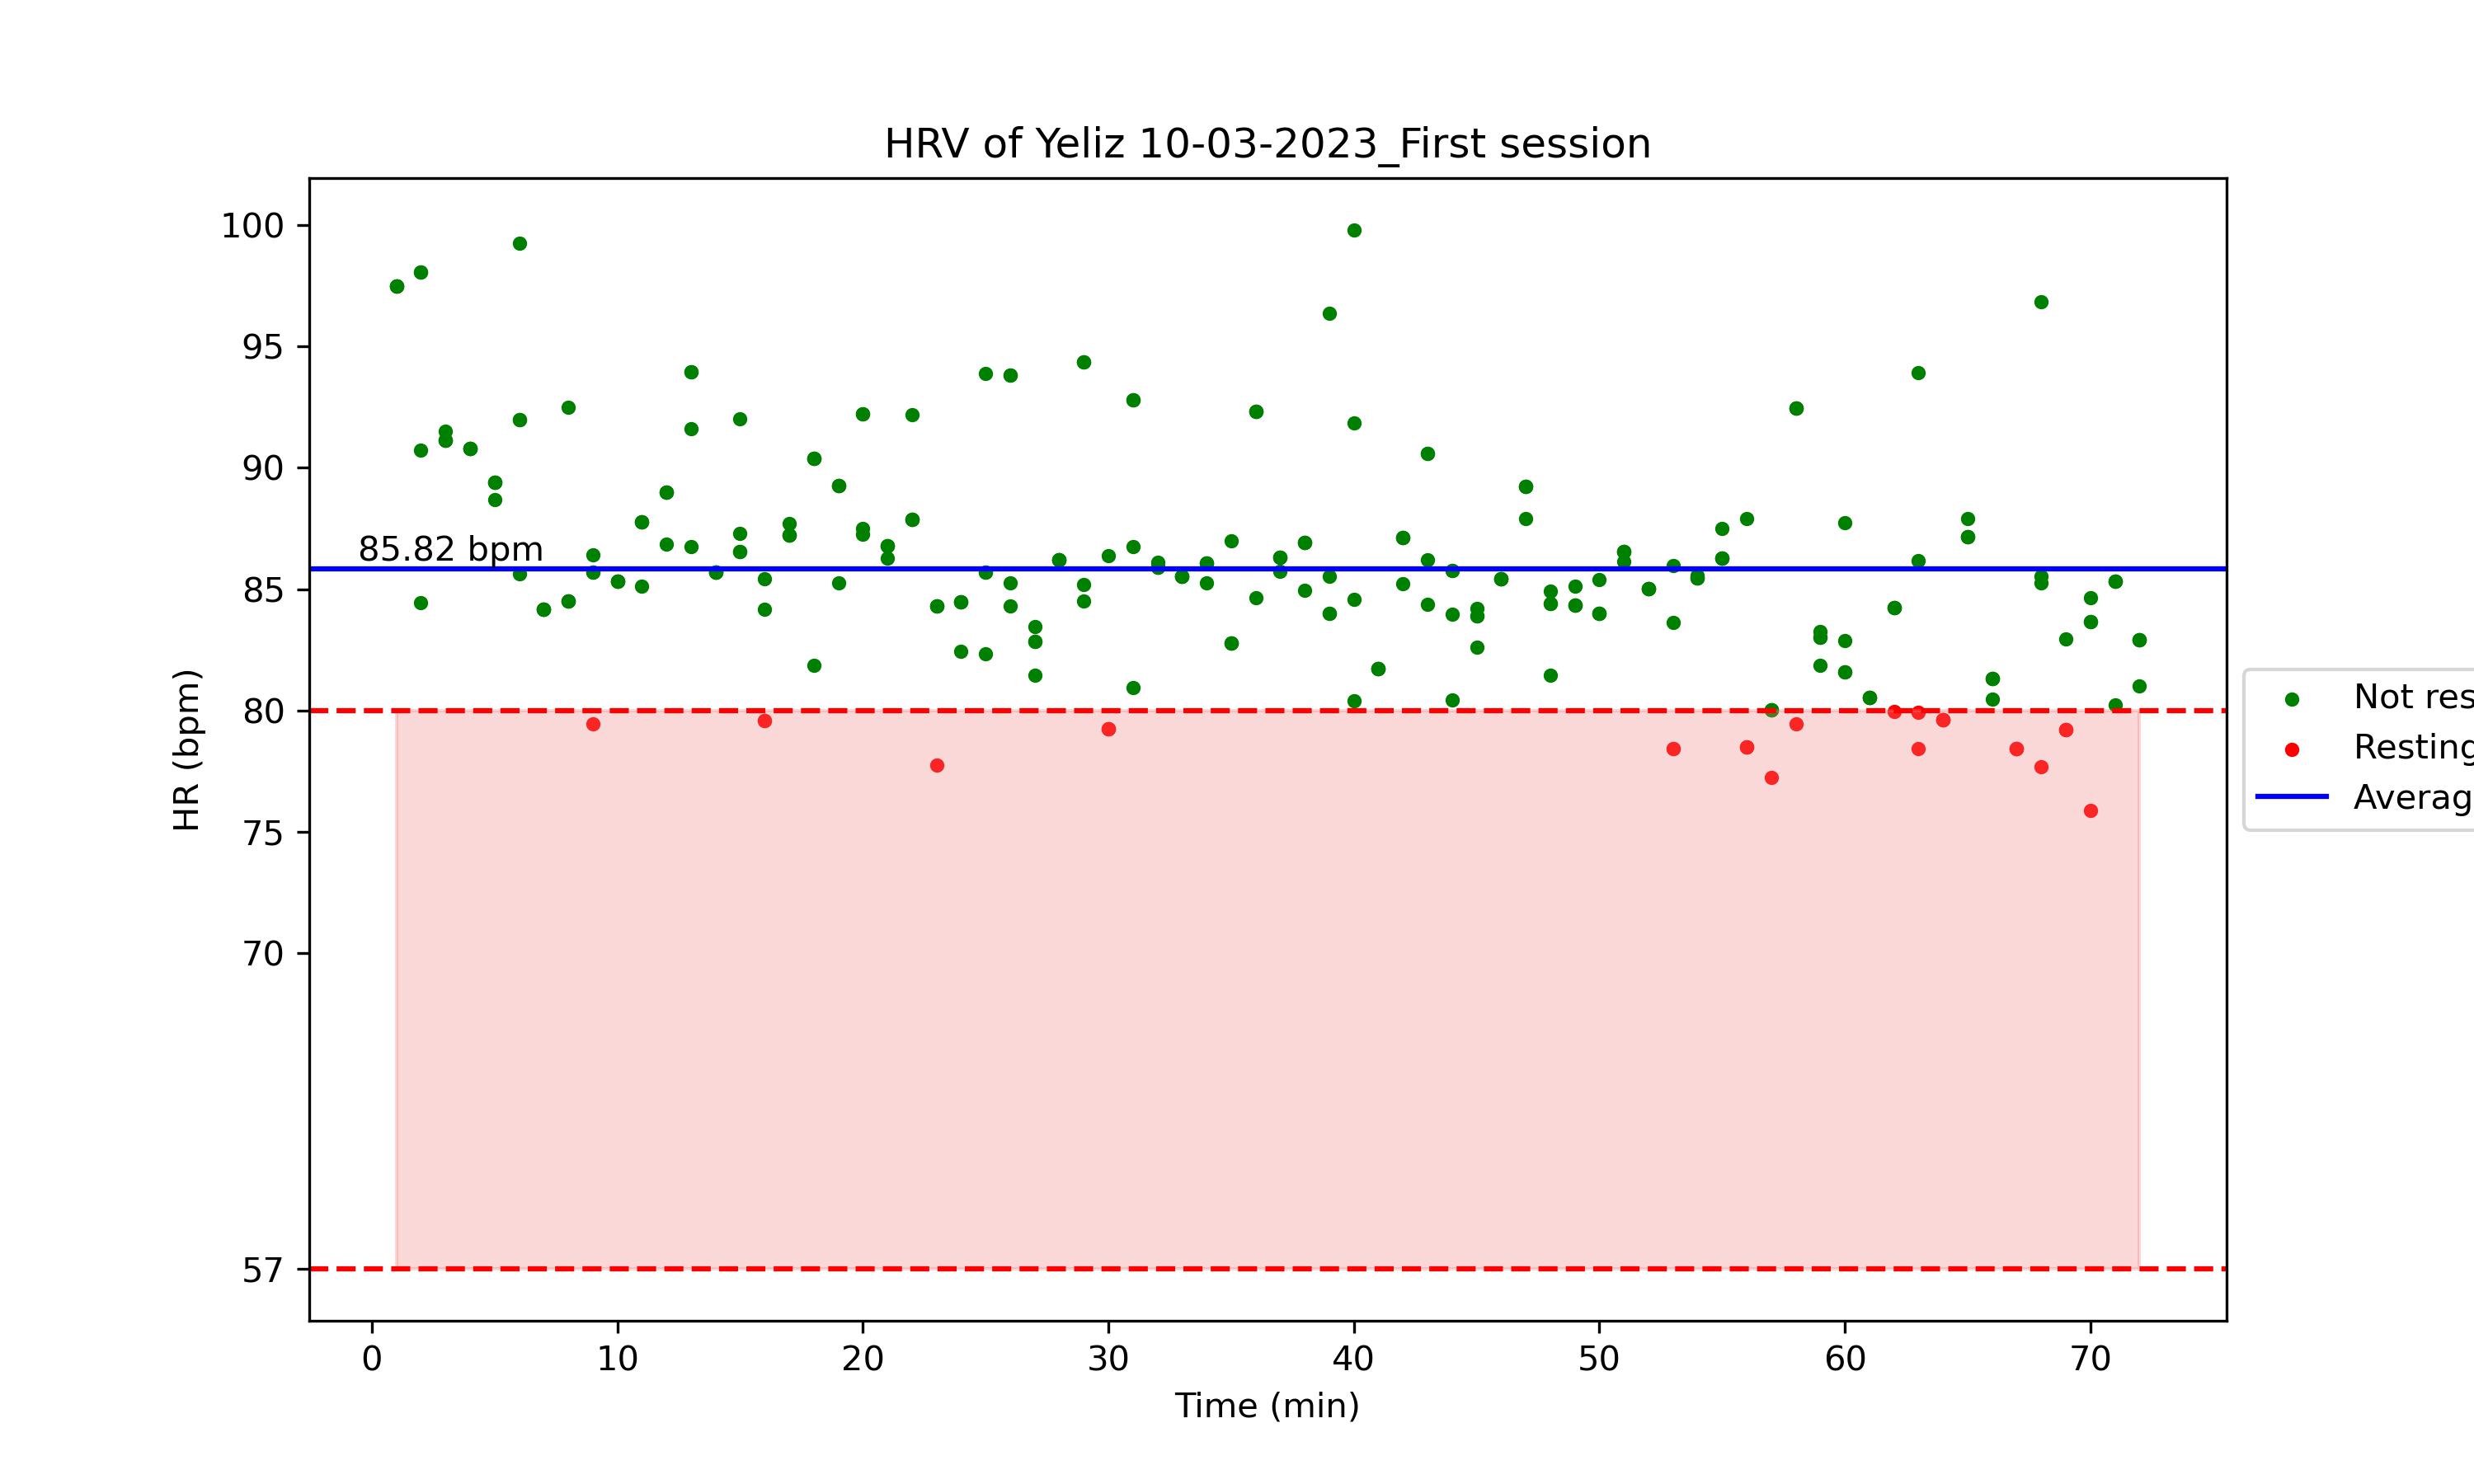 HRV of Yeliz 10-03-2023_First session
100
95
90
85
80
75
70
57
85.82 bpm
HR (bpm)
0 10 20 30 40 50 60 70
Time (min)
Not res
Resting
Averag